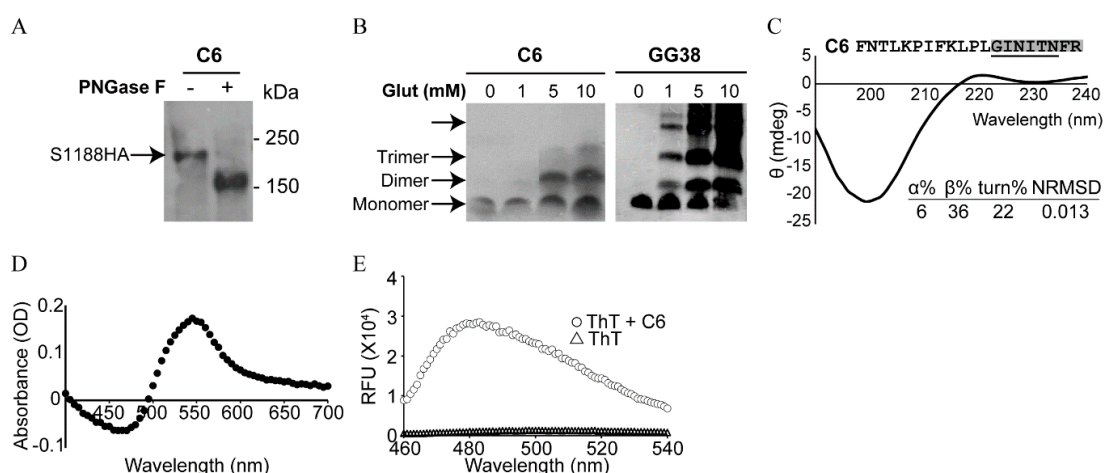 A
C6
PNGase F - + kDa
S1188HA
- 250
- 150
B
C6 GG38
Glut (mM) 0 1 5 10 0 1 5 10
Trimer
Dimer
Monomer
C
C6 FNTLKPIFKLPLGINITNFR
5
0
-5
-10
-15
-20
-25
θ (mdeg)
200 210 220 230 240
Wavelength (nm)
α% β% turn% NRMSD
6 36 22 0.013
D
0.2
0.1
0
-0.1
Absorbance (OD)
450 500 550 600 650 700
Wavelength (nm)
E
4
3
2
1
0
RFU (X10⁴)
ThT + C6
ThT
460 480 500 520 540
Wavelength (nm)